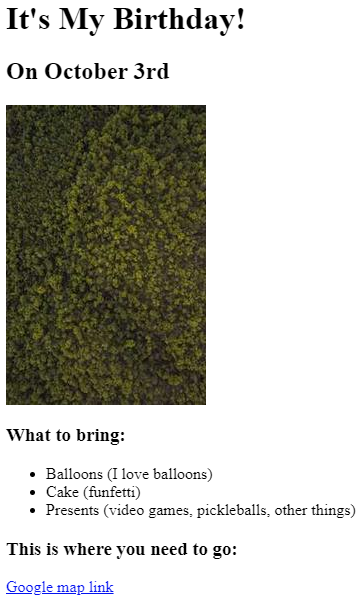 It's My Birthday!
On October 3rd
What to bring:
Balloons (I love balloons)
Cake (funfetti)
Presents (video games, pickleballs, other things)
This is where you need to go:
Google map link